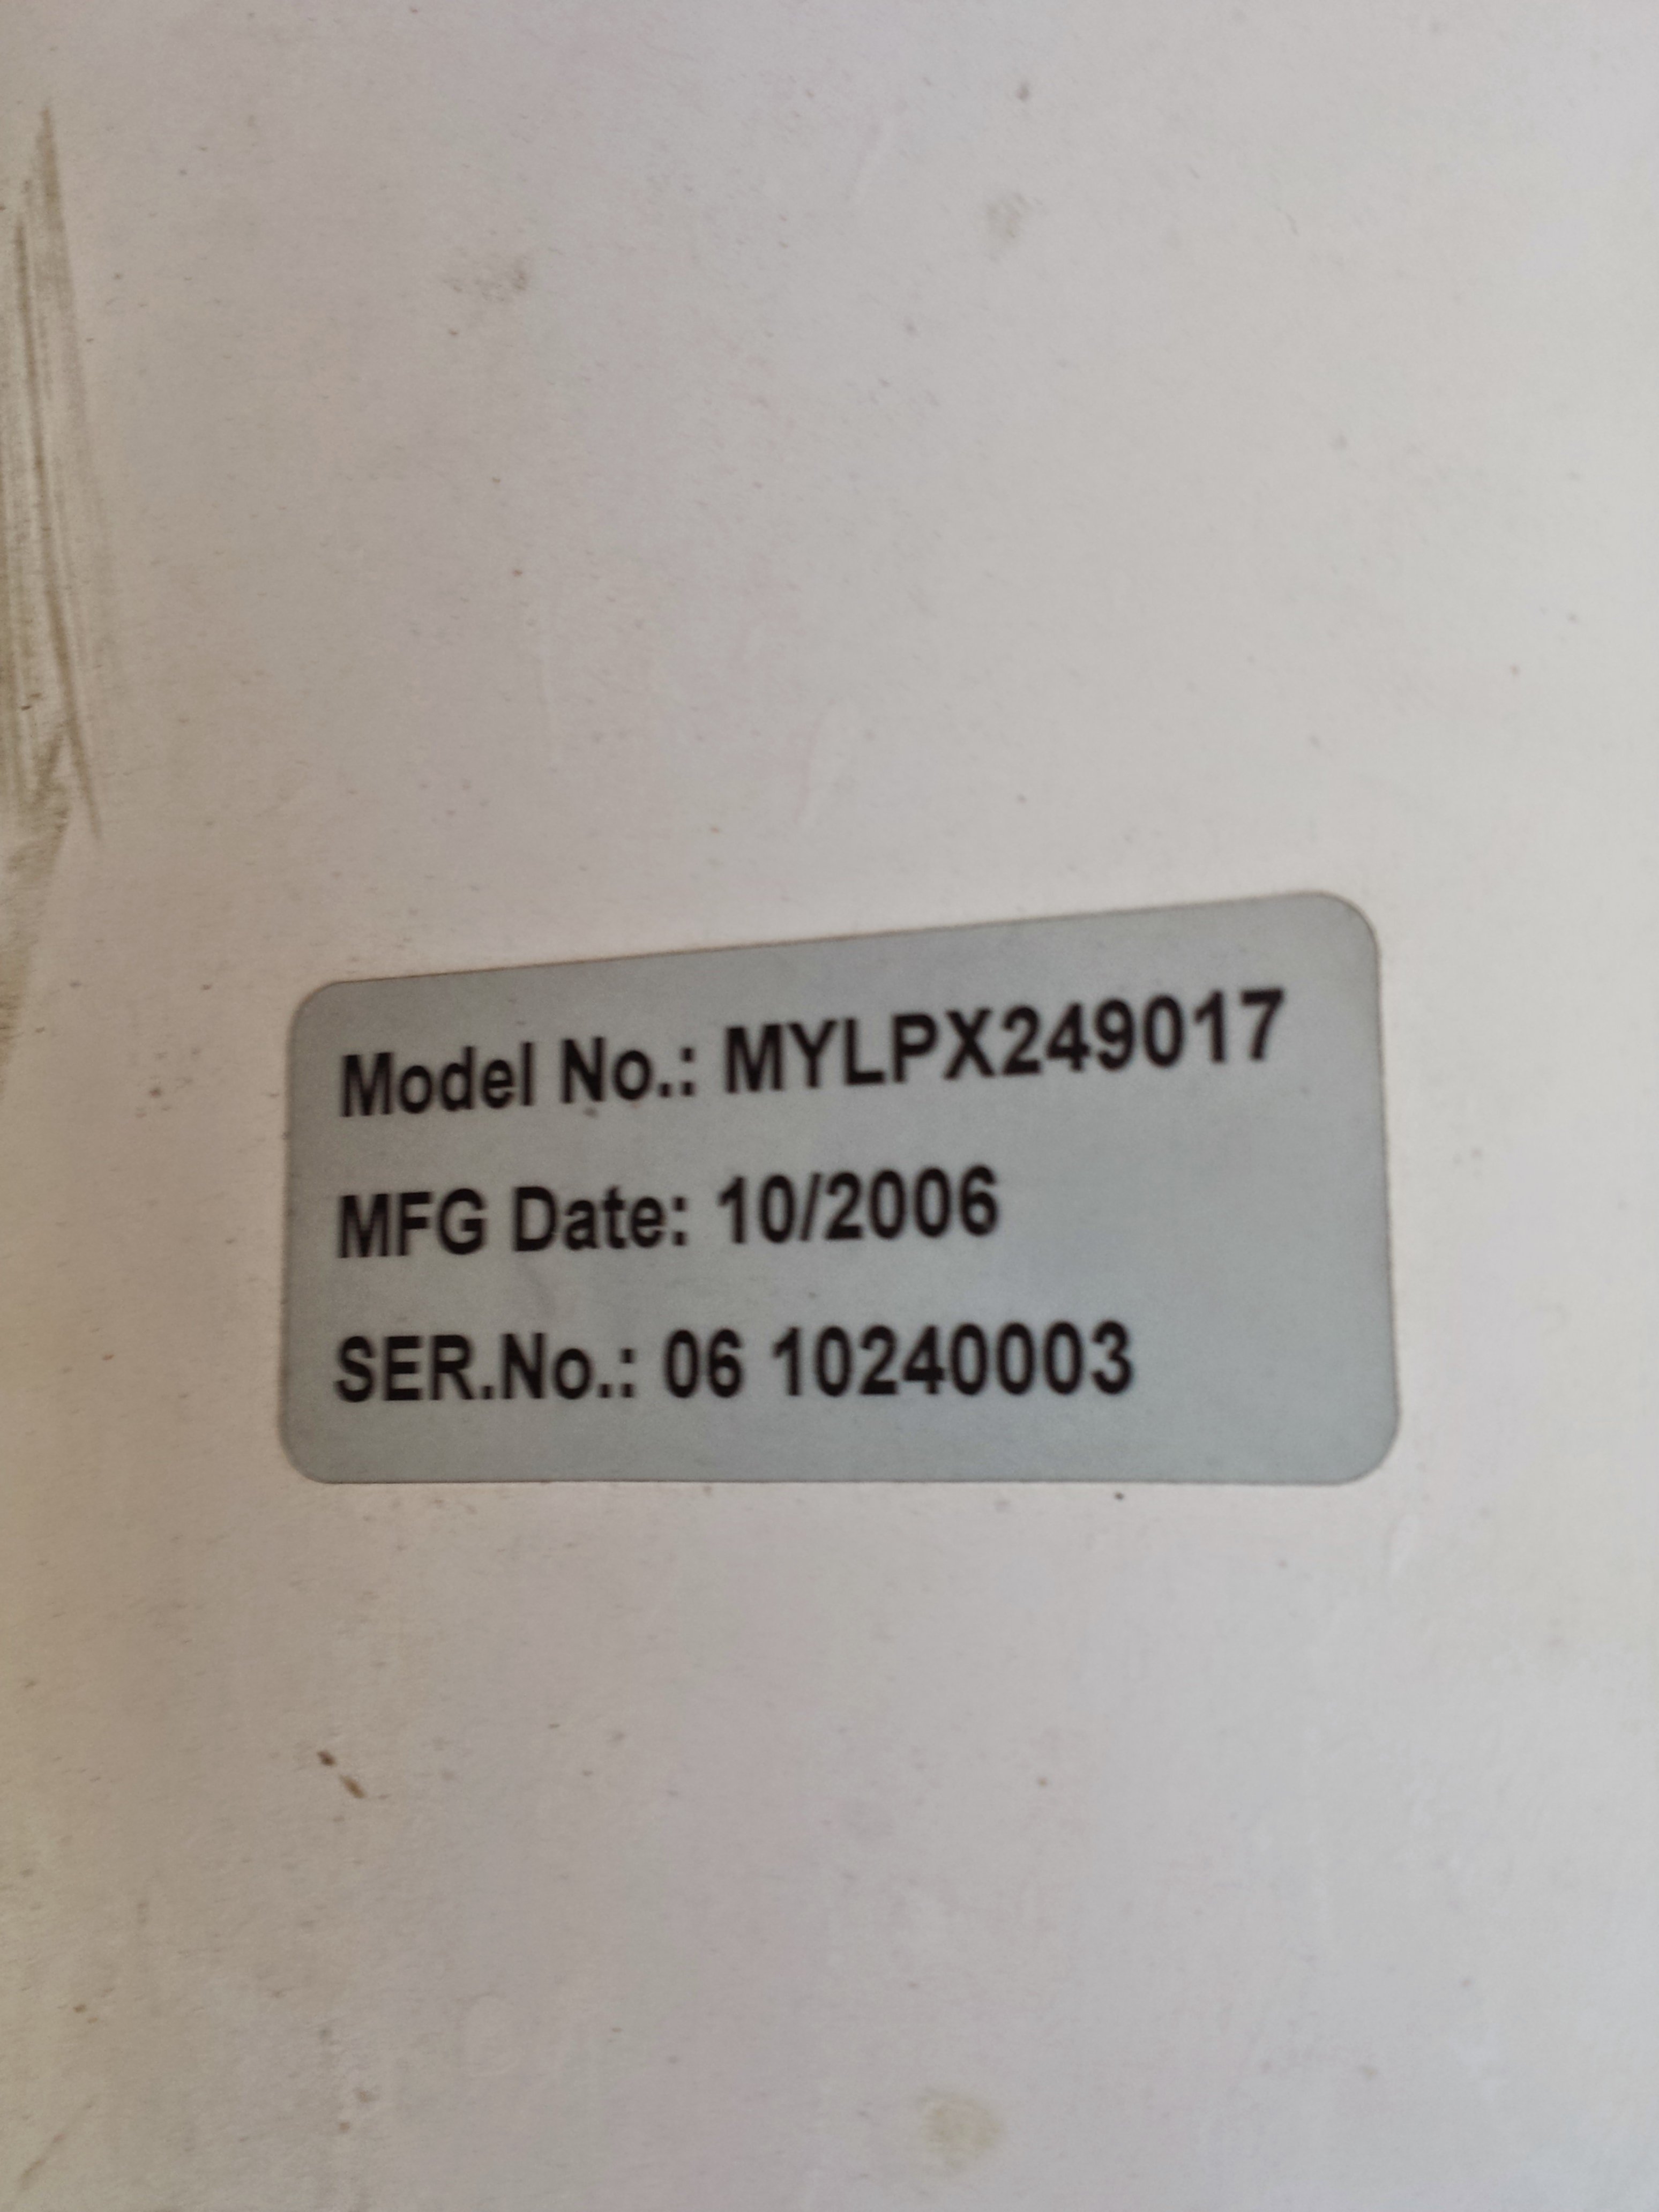 Model No.: MYLPX249017
MFG Date: 10/2006
SER.No.: 06 10240003